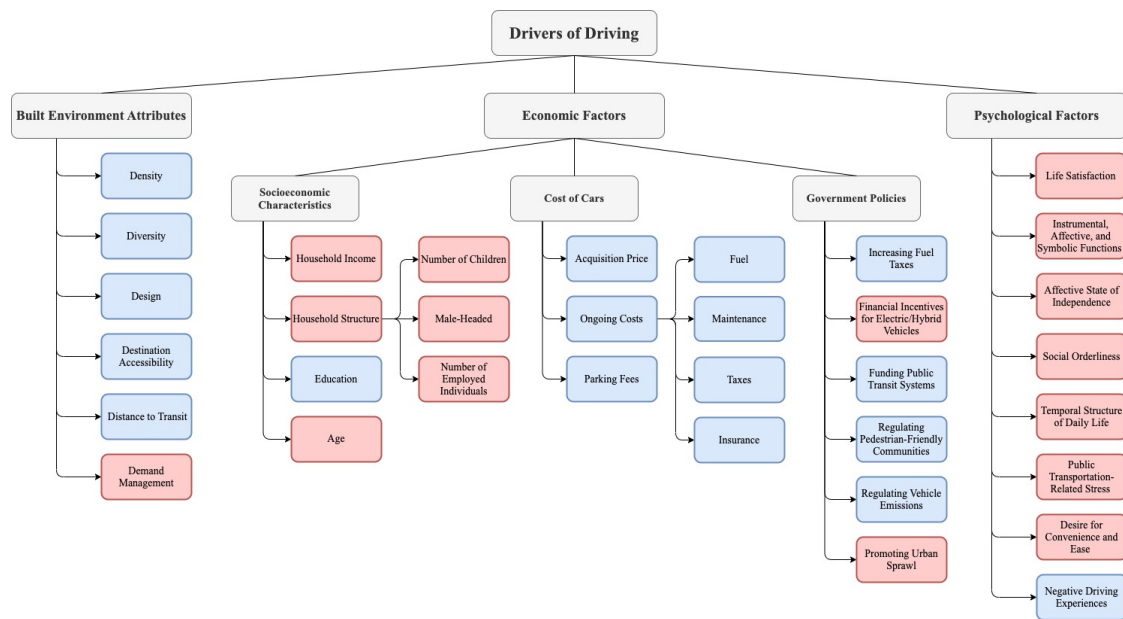 Drivers of Driving
Built Environment Attributes
Economic Factors
Psychological Factors
Density
Diversity
Design
Destination
Accessibility
Distance to Transit
Demand
Management
Socioeconomic
Characteristics
Household Income
Household Structure
Education
Age
Number of Children
Male-Headed
Number of
Employed
Individuals
Cost of Cars
Acquisition Price
Ongoing Costs
Parking Fees
Fuel
Maintenance
Taxes
Insurance
Government Policies
Increasing Fuel
Taxes
Financial Incentives
for Electric/Hybrid
Vehicles
Funding Public
Transit Systems
Regulating
Pedestrian-Friendly
Communities
Regulating Vehicle
Emissions
Promoting Urban
Sprawl
Life Satisfaction
Instrumental,
Affective, and
Symbolic Functions
Affective State of
Independence
Social Orderliness
Temporal Structure
of Daily Life
Public
Transportation-
Related Stress
Desire for
Convenience and
Ease
Negative Driving
Experiences